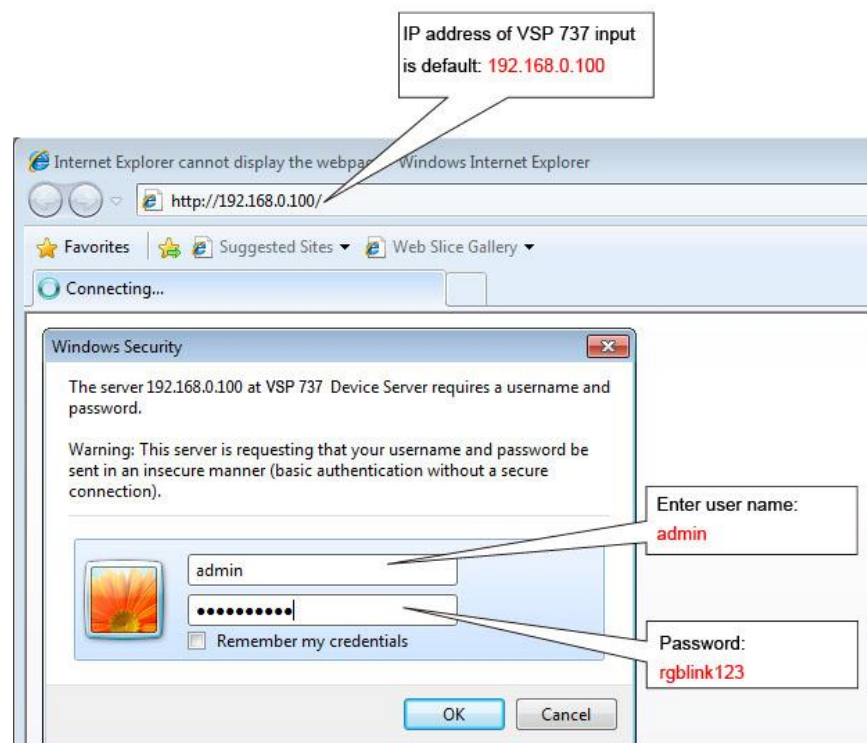 IP address of VSP 737 input
is default: 192.168.0.100
Internet Explorer cannot display the webpage Windows Internet Explorer
http://192.168.0.100/
Favorites
Suggested Sites
Web Slice Gallery
Connecting...
Windows Security
The server 192.168.0.100 at VSP 737 Device Server requires a username and
password.
Warning: This server is requesting that your username and password be
sent in an insecure manner (basic authentication without a secure
connection).
Enter user name:
admin
admin
●●●●●●●●●●
Remember my credentials
Password:
rgblink123
OK
Cancel